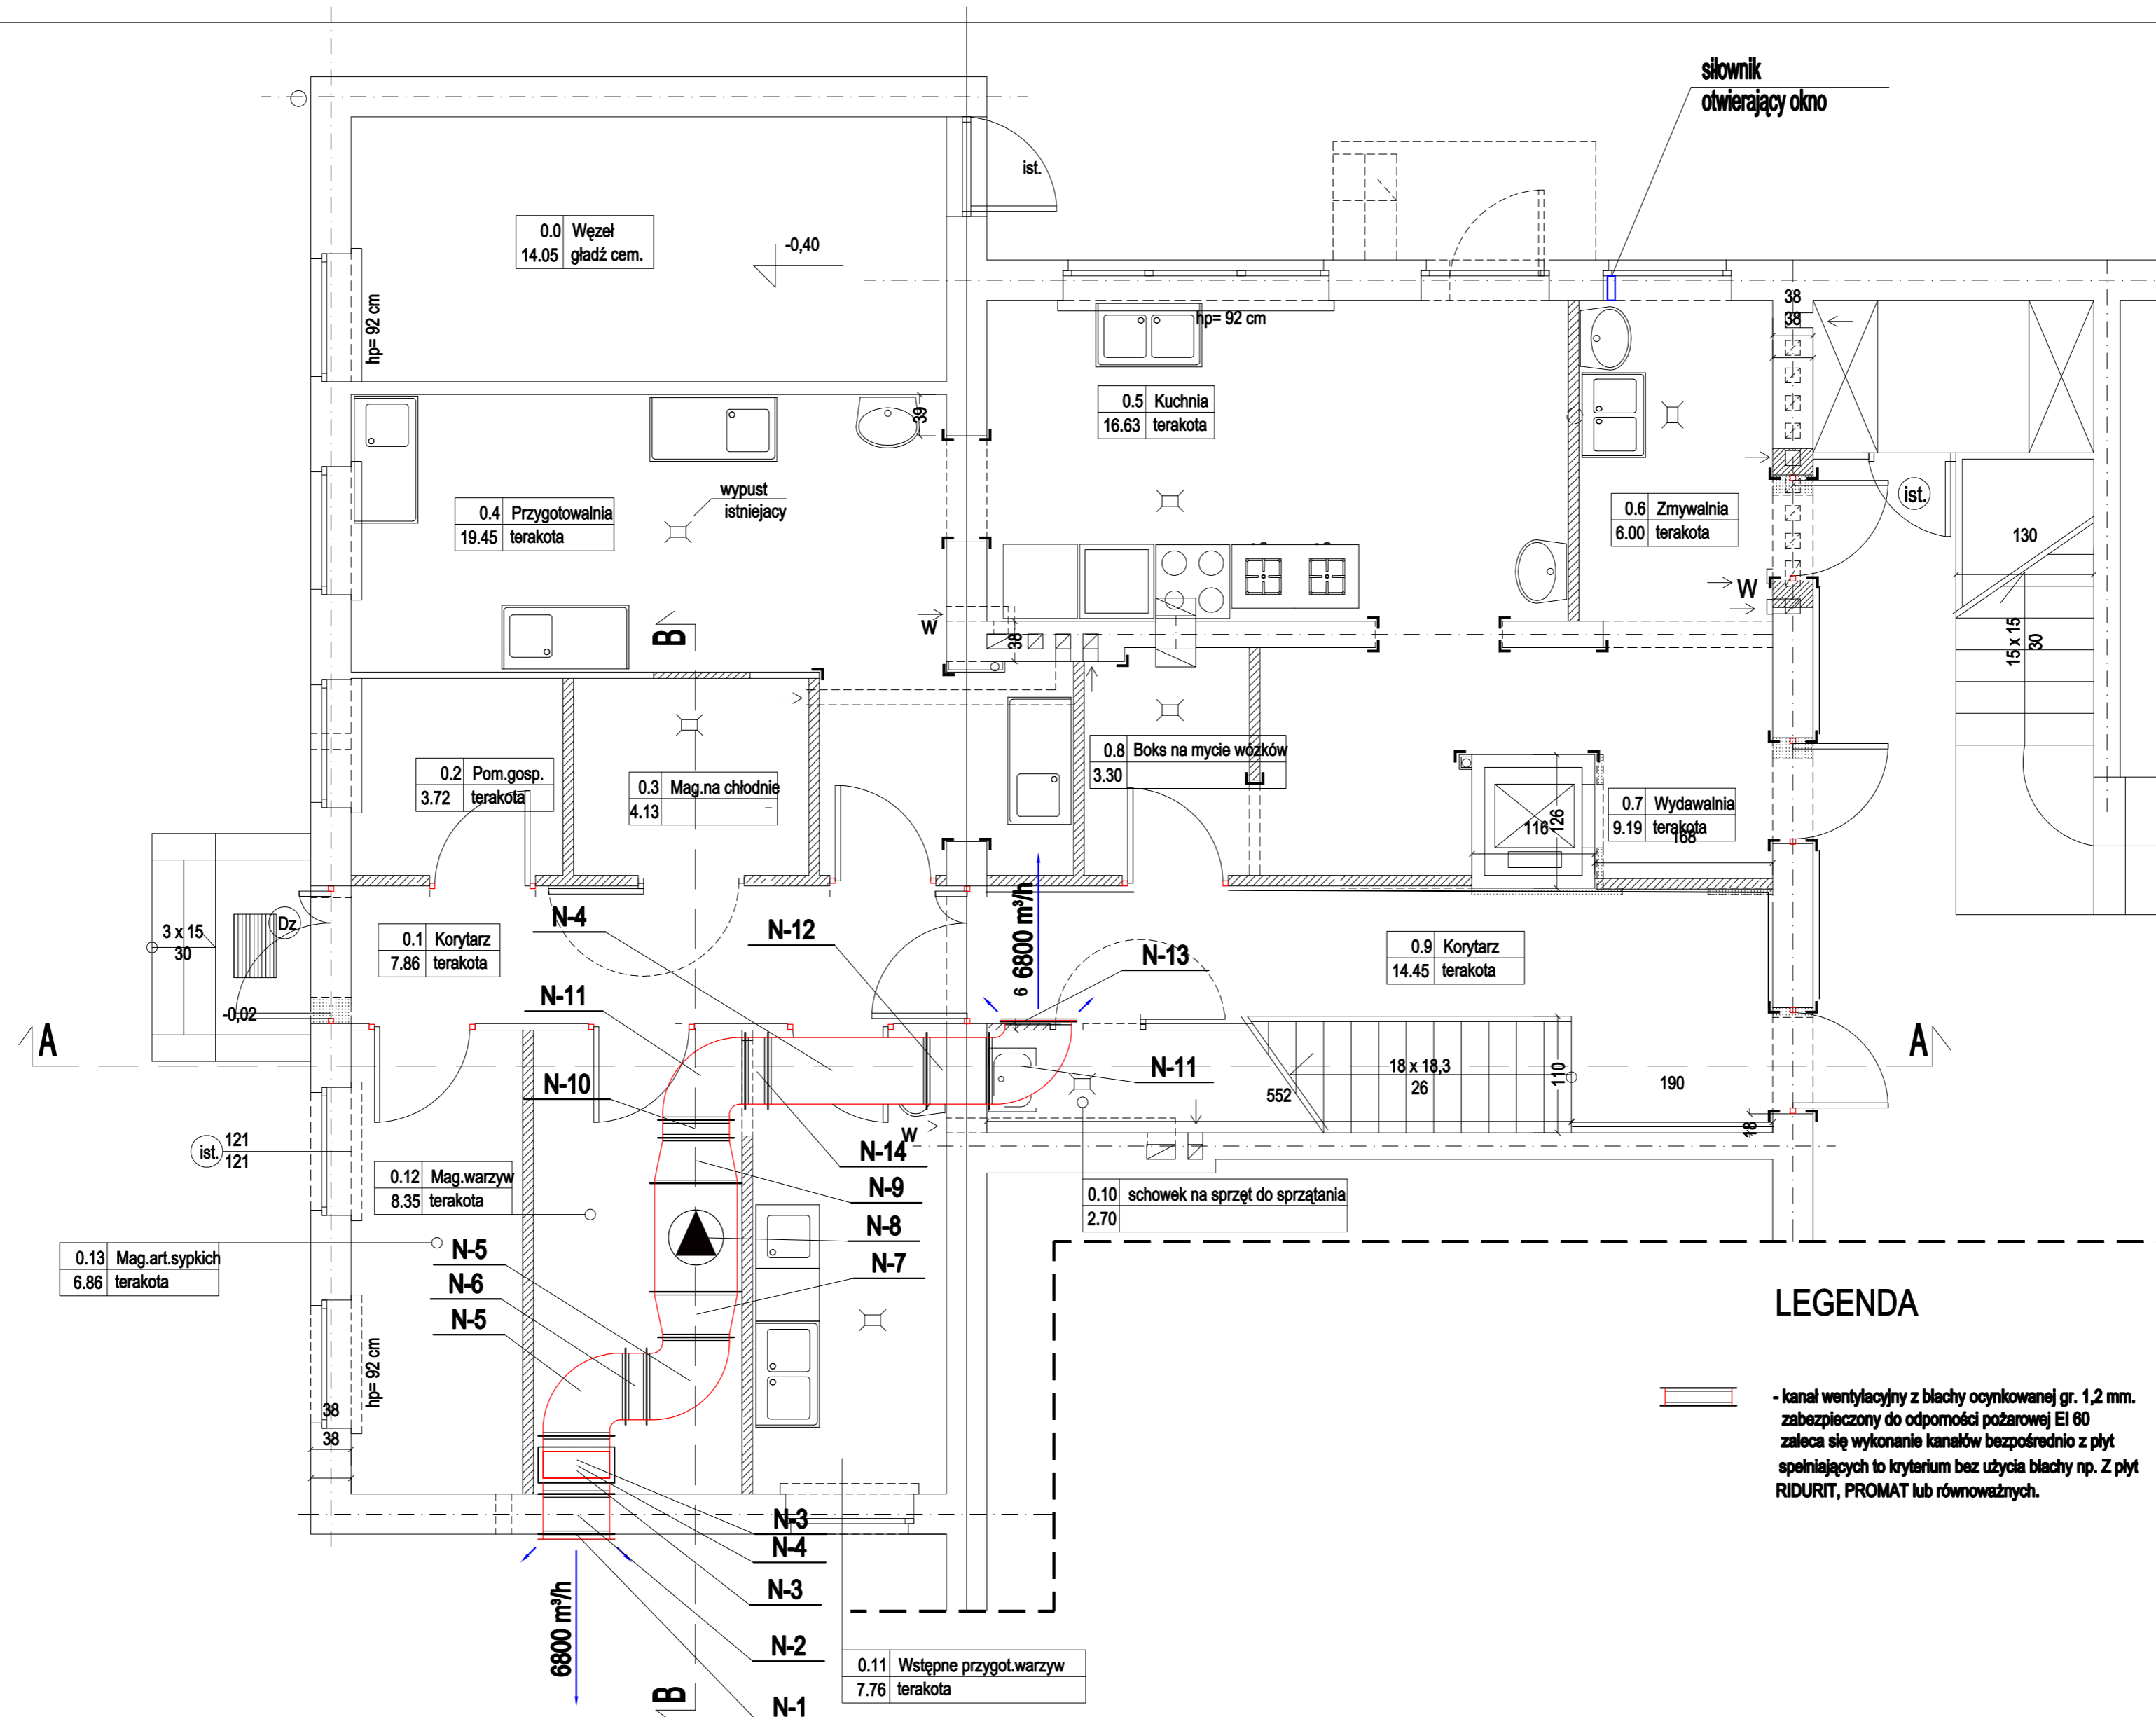 siłownik
otwierający okno
ist.
0.0 Węzeł
14.05 gładź cem.
-0,40
hp= 92 cm
hp= 92 cm
38
38
0.5 Kuchnia
16.63 terakota
39
wypust
istniejacy
0.4 Przygotowalnia
19.45 terakota
0.6 Zmywalnia
6.00 terakota
ist.
130
15 x 15
30
W
W
38
B
0.8 Boks na mycie wózków
3.30
0.2 Pom.gosp.
3.72 terakota
0.3 Mag.na chłodnie
4.13 –
116
126
0.7 Wydawalnia
9.19 terakota
168
3 x 15
30
Dz
-0,02
0.1 Korytarz
7.86 terakota
N-4
N-12
6 6800 m³/h
N-13
0.9 Korytarz
14.45 terakota
N-11
A
A
N-10
N-11
18 x 18,3
26
110
552
190
18
ist.
121
121
W
N-14
0.12 Mag.warzyw
8.35 terakota
N-9
0.10 schowek na sprzęt do sprzątania
2.70
N-8
0.13 Mag.art.sypkich
6.86 terakota
N-5
N-7
N-6
N-5
LEGENDA
hp= 92 cm
38
38
- kanał wentylacyjny z blachy ocynkowanej gr. 1,2 mm.
zabezpieczony do odporności pożarowej EI 60
zaleca się wykonanie kanałów bezpośrednio z płyt
spełniających to kryterium bez użycia blachy np. Z płyt
RIDURIT, PROMAT lub równoważnych.
N-3
N-4
N-3
6800 m³/h
N-2
0.11 Wstępne przygot.warzyw
7.76 terakota
B
N-1